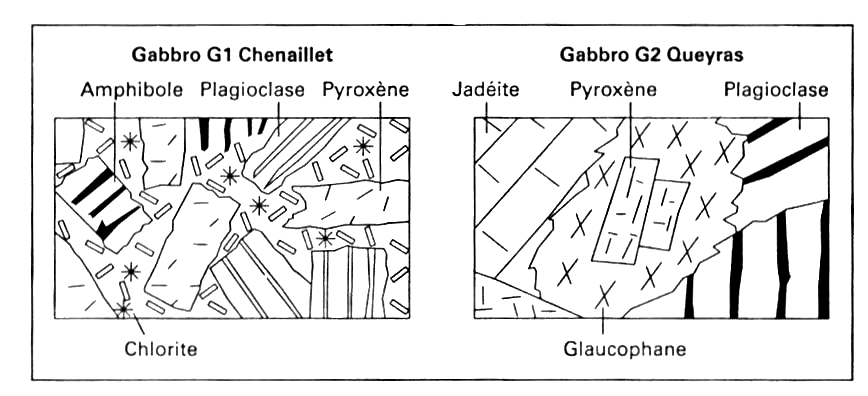 Gabbro G1 Chenaillet
Amphibole Plagioclase Pyroxène
Chlorite
Gabbro G2 Queyras
Jadéite Pyroxène Plagioclase
Glaucophane